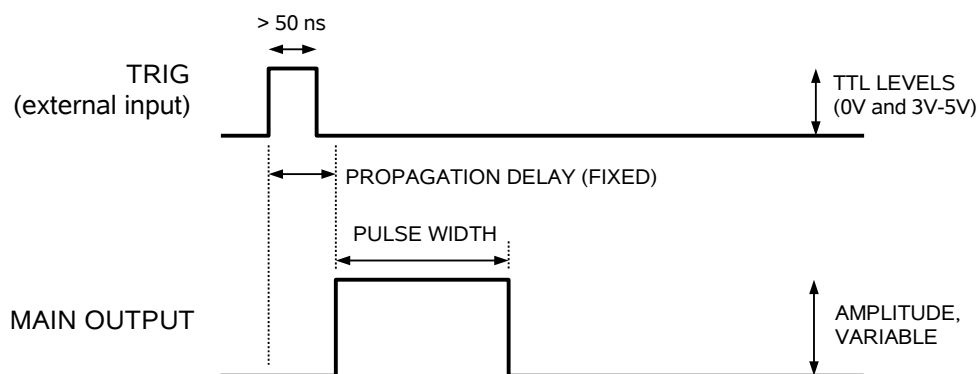 > 50 ns
TRIG
(external input)
TTL LEVELS
(0V and 3V-5V)
PROPAGATION DELAY (FIXED)
PULSE WIDTH
MAIN OUTPUT
AMPLITUDE,
VARIABLE